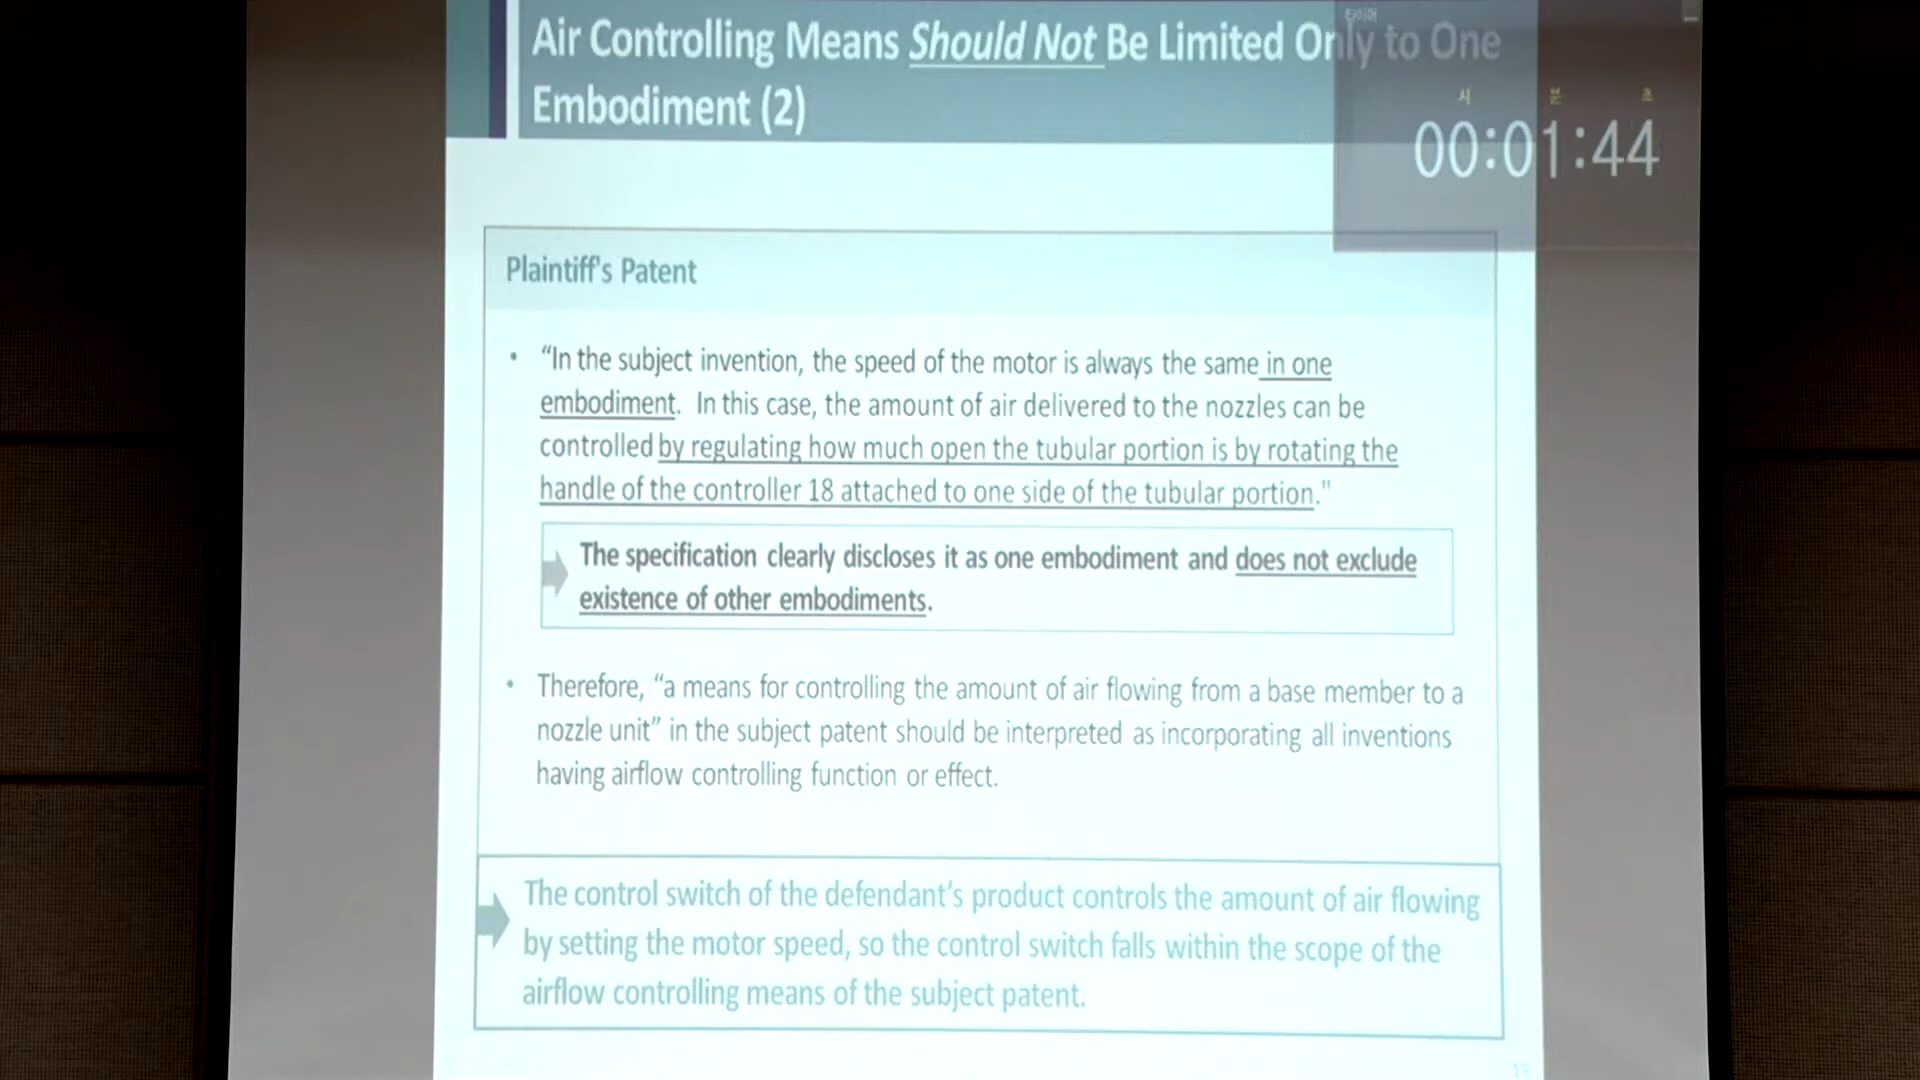 Air Controlling Means Should Not Be Limited Only to One
Embodiment (2)
타이머
시 분 초
00:01:44
Plaintiff's Patent
• “In the subject invention, the speed of the motor is always the same in one
embodiment. In this case, the amount of air delivered to the nozzles can be
controlled by regulating how much open the tubular portion is by rotating the
handle of the controller 18 attached to one side of the tubular portion."
The specification clearly discloses it as one embodiment and does not exclude
existence of other embodiments.
• Therefore, “a means for controlling the amount of air flowing from a base member to a
nozzle unit” in the subject patent should be interpreted as incorporating all inventions
having airflow controlling function or effect.
The control switch of the defendant’s product controls the amount of air flowing
by setting the motor speed, so the control switch falls within the scope of the
airflow controlling means of the subject patent.
19